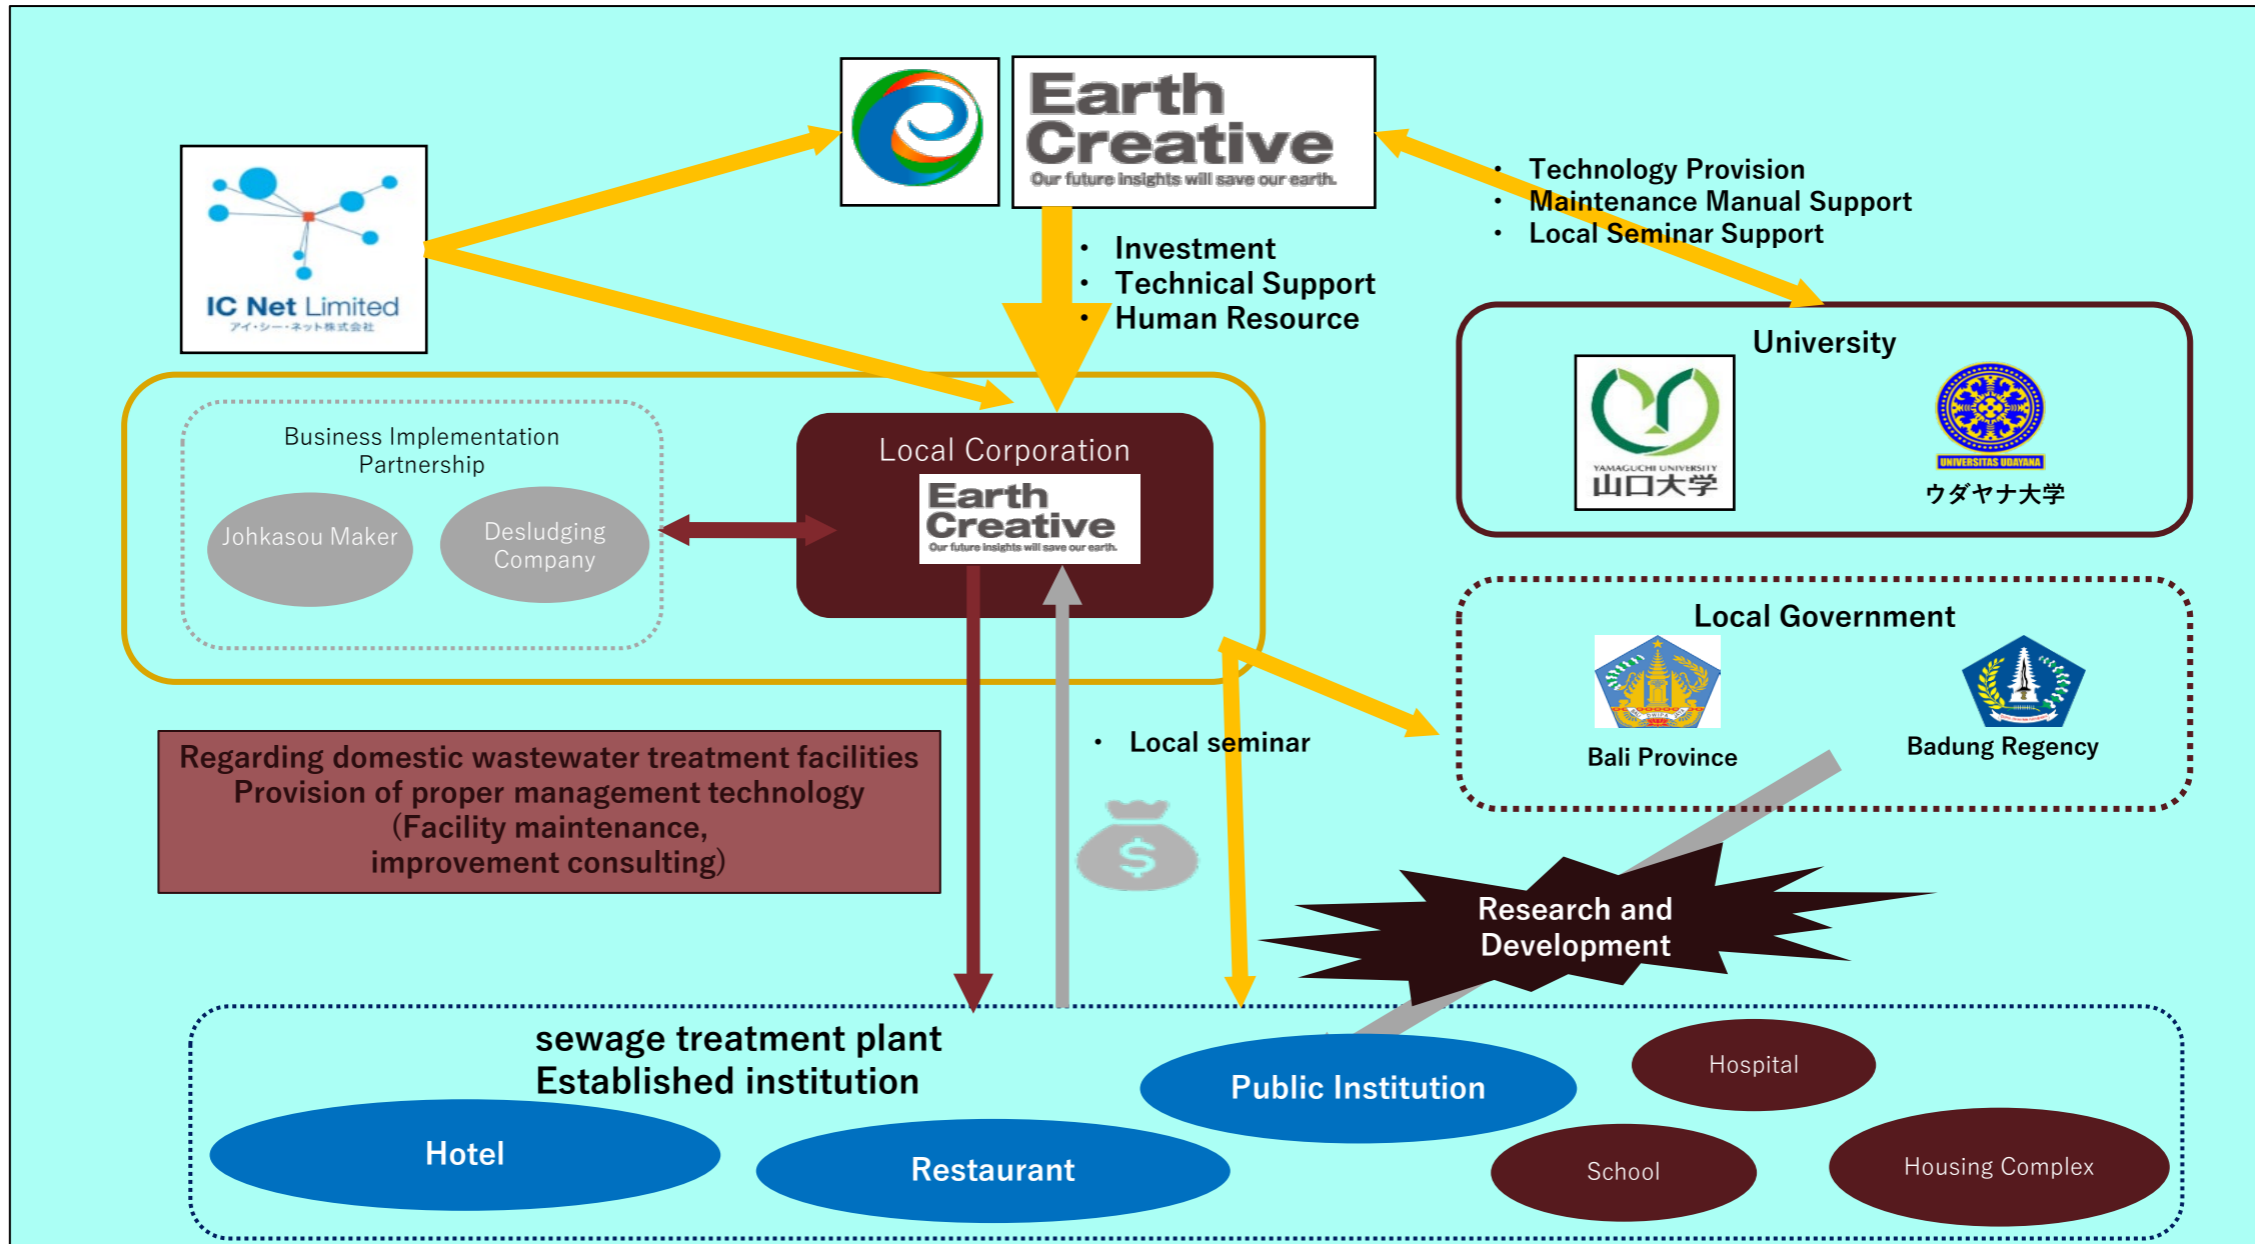 Earth
Creative
Our future insights will save our earth.
IC Net Limited
アイ・シー・ネット株式会社
• Technology Provision
• Maintenance Manual Support
• Local Seminar Support
• Investment
• Technical Support
• Human Resource
University
YAMAGUCHI UNIVERSITY
山口大学
UNIVERSITAS UDAYANA
ウダヤナ大学
Business Implementation
Partnership
Johkasou Maker
Desludging
Company
Local Corporation
Earth
Creative
Our future insights will save our earth.
Local Government
Bali Province
Badung Regency
Regarding domestic wastewater treatment facilities
Provision of proper management technology
(Facility maintenance,
improvement consulting)
• Local seminar
$
Research and
Development
sewage treatment plant
Established institution
Hotel
Restaurant
Public Institution
Hospital
School
Housing Complex